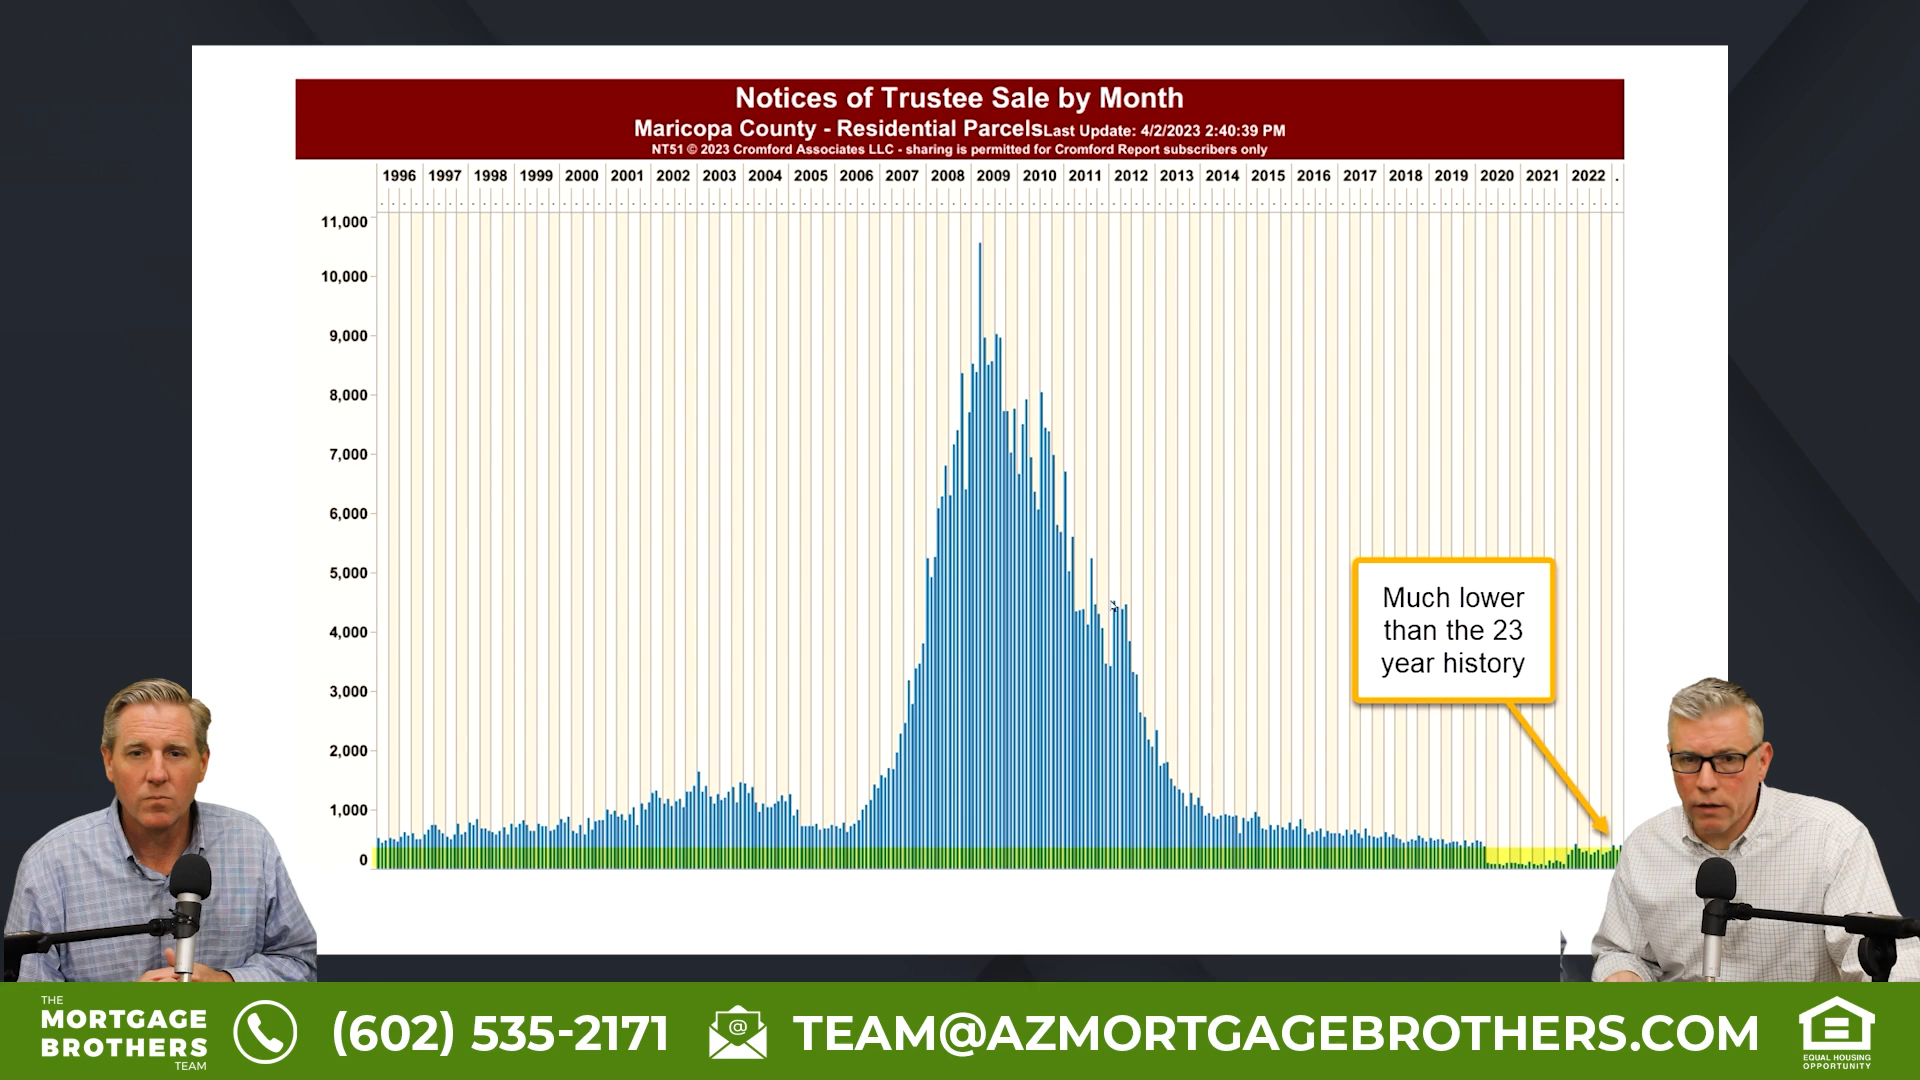 Notices of Trustee Sale by Month
Maricopa County - Residential Parcels Last Update: 4/2/2023 2:40:39 PM
NT51 © 2023 Cromford Associates LLC - sharing is permitted for Cromford Report subscribers only
1996 1997 1998 1999 2000 2001 2002 2003 2004 2005 2006 2007 2008 2009 2010 2011 2012 2013 2014 2015 2016 2017 2018 2019 2020 2021 2022 .
11,000
10,000
9,000
8,000
7,000
6,000
5,000
4,000
3,000
2,000
1,000
0
Much lower
than the 23
year history
THE
MORTGAGE
BROTHERS
TEAM
(602) 535-2171
@
TEAM@AZMORTGAGEBROTHERS.COM
EQUAL HOUSING
OPPORTUNITY